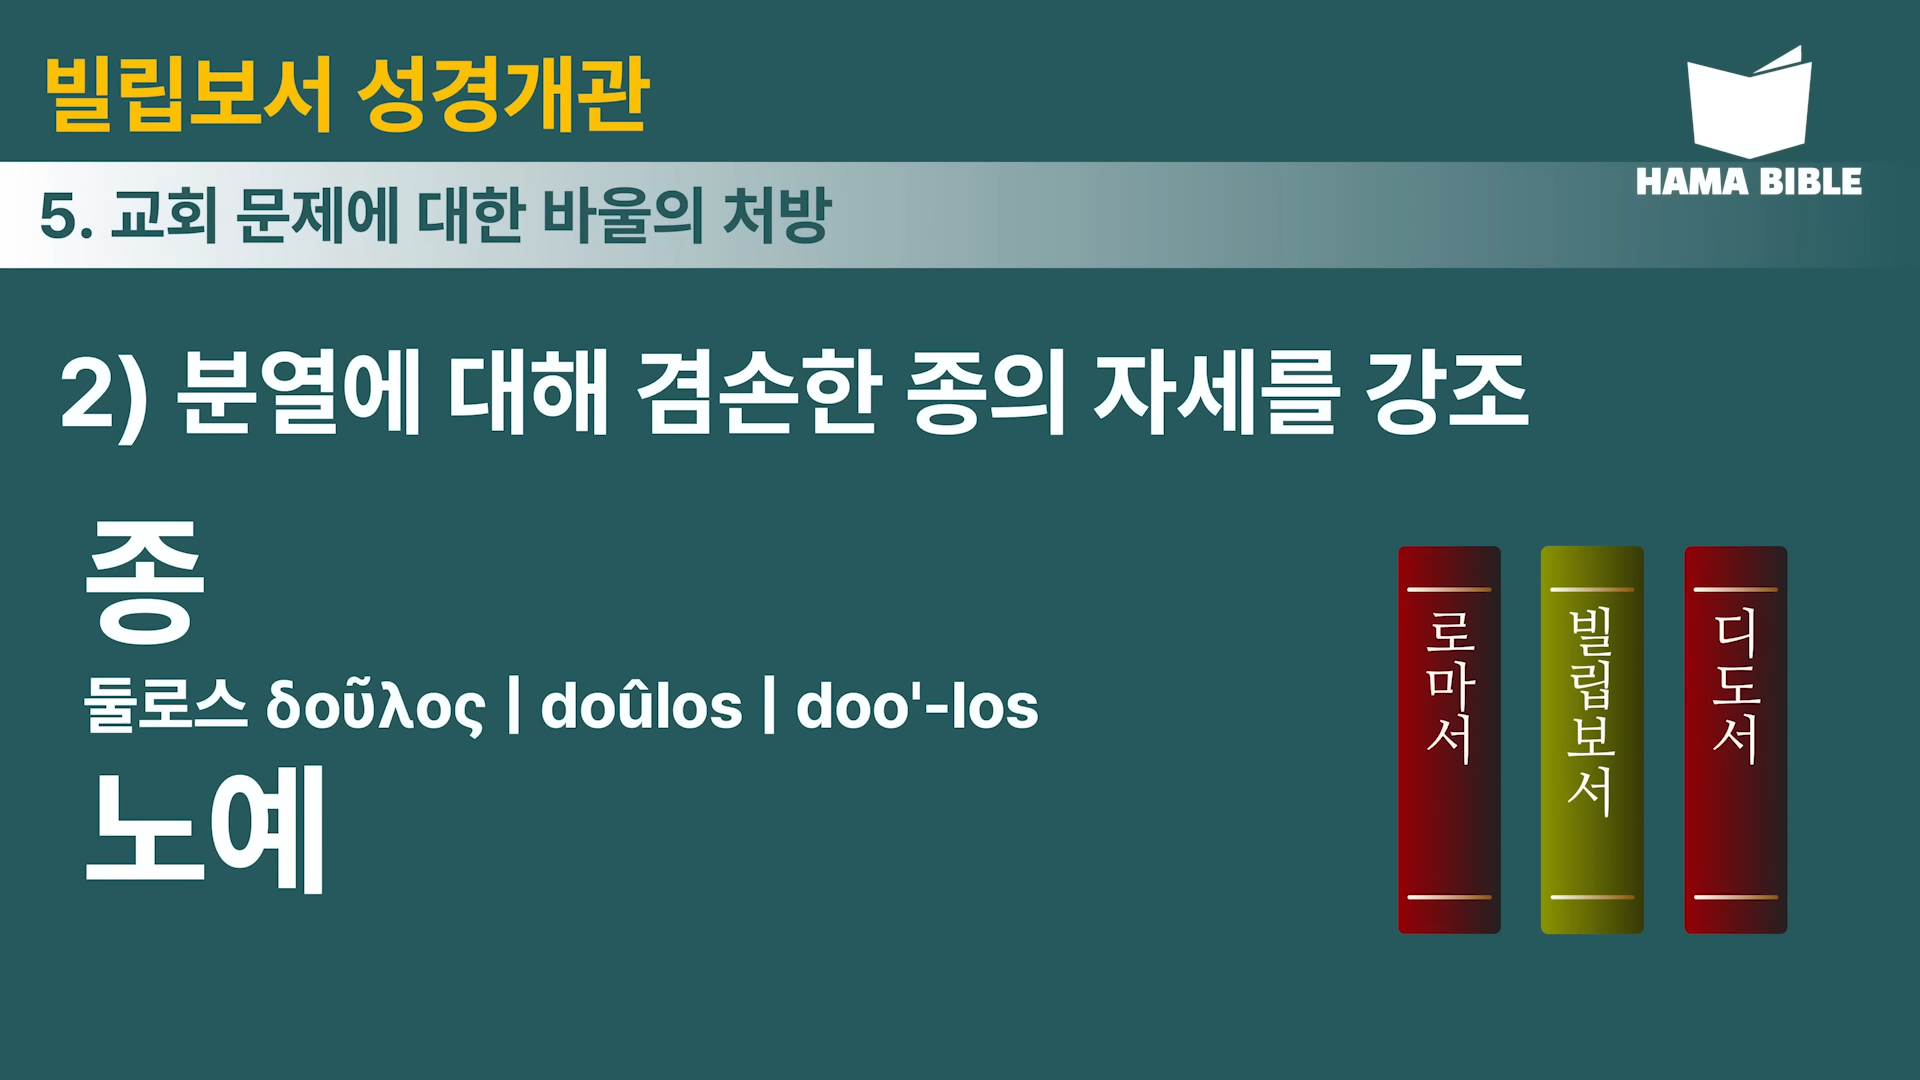 빌립보서 성경개관
HAMA BIBLE
5. 교회 문제에 대한 바울의 처방
2) 분열에 대해 겸손한 종의 자세를 강조
종
둘로스 δοῦλος | doûlos | doo'-los
노예
로마서
빌립보서
디도서